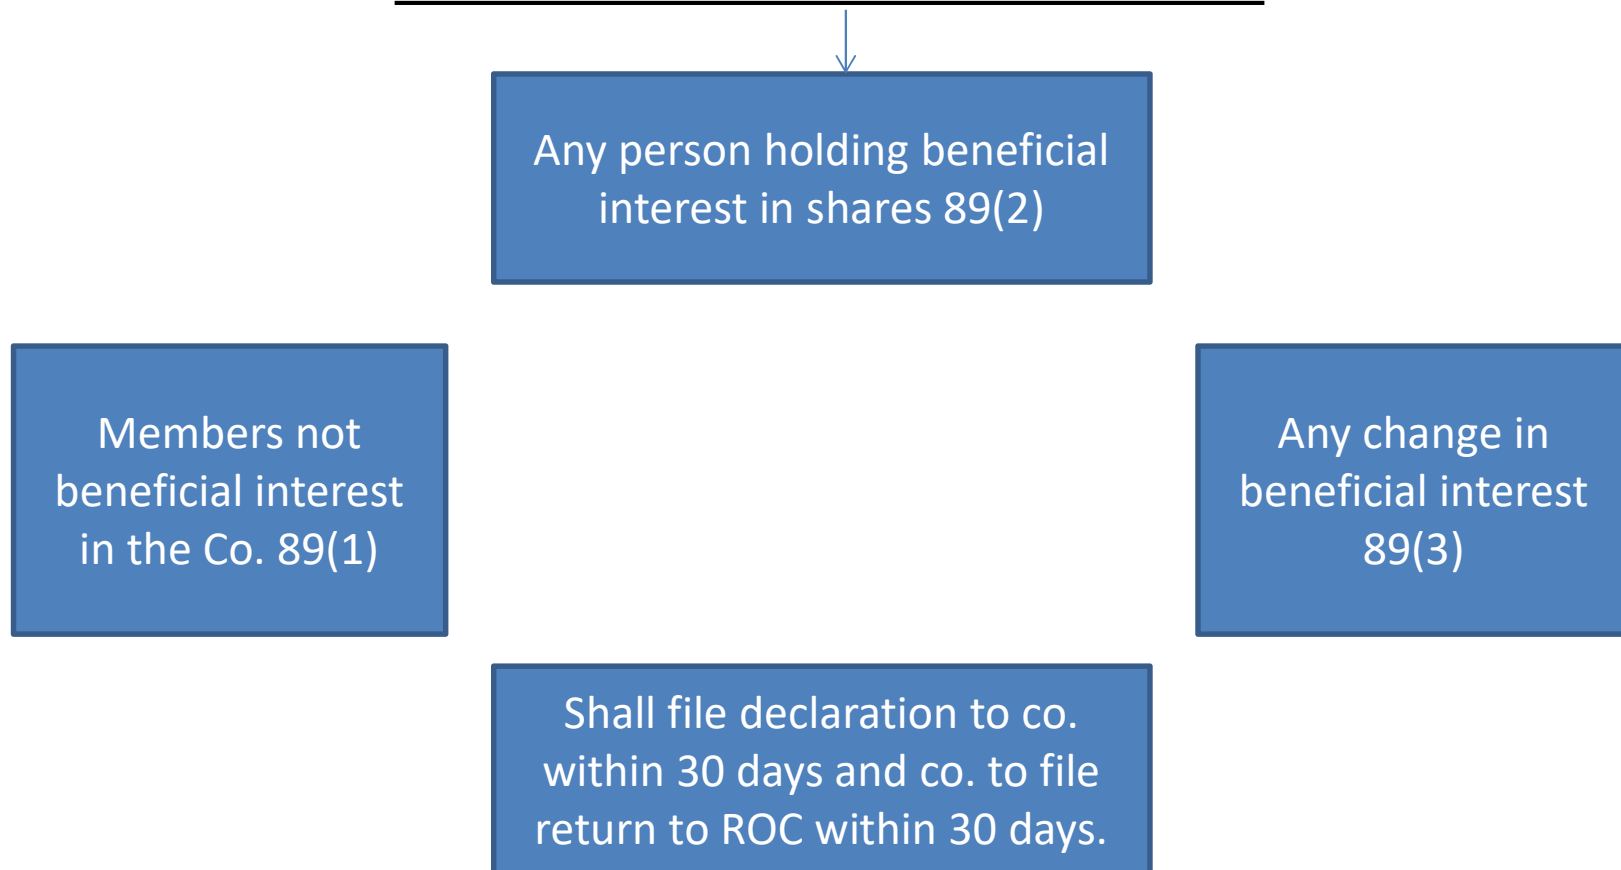 Any person holding beneficial
interest in shares 89(2)
Members not
beneficial interest
in the Co. 89(1)
Any change in
beneficial interest
89(3)
Shall file declaration to co.
within 30 days and co. to file
return to ROC within 30 days.